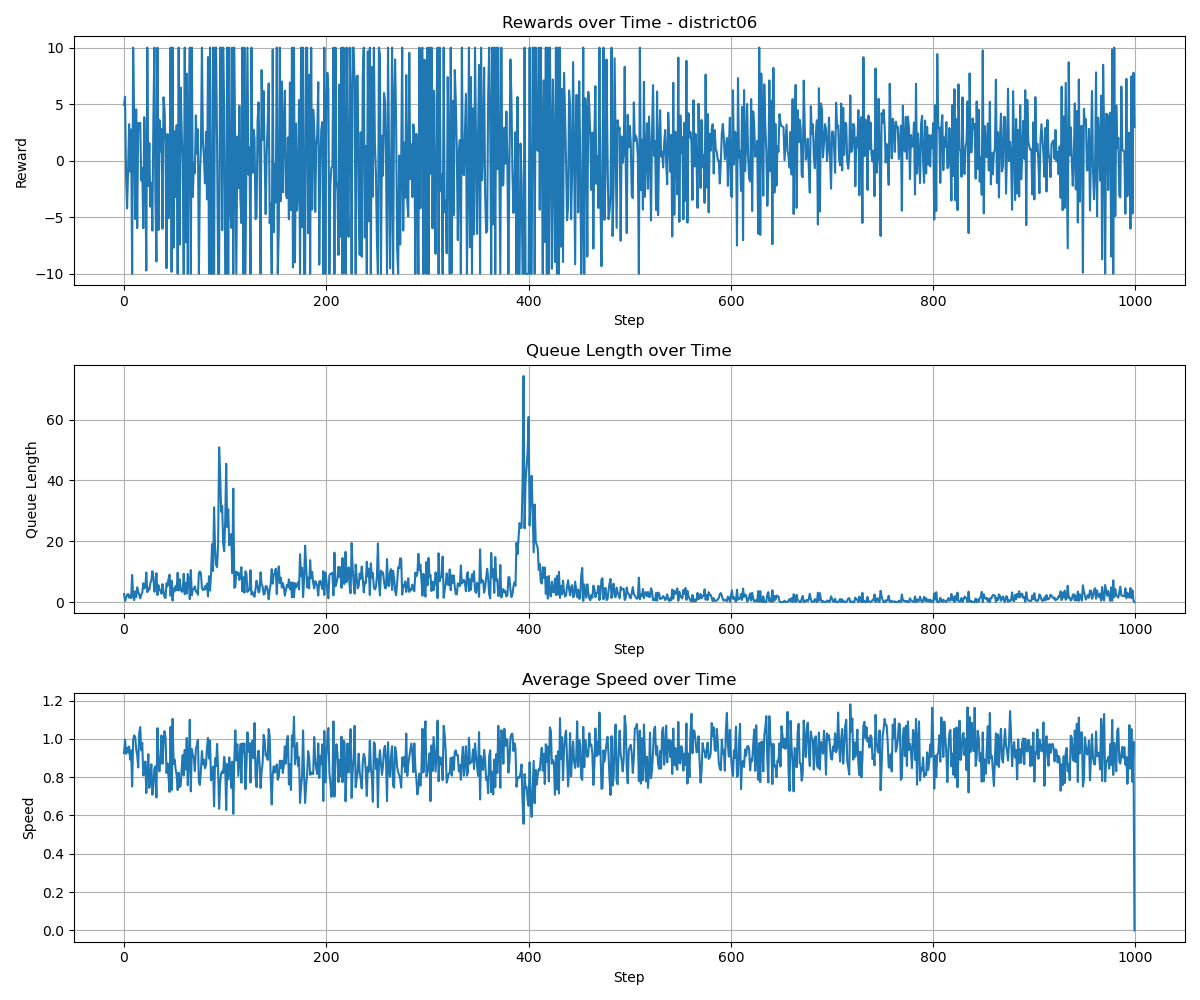 Rewards over Time - district06
10
5
0
−5
−10
Reward
0 200 400 600 800 1000
Step
Queue Length over Time
60
40
20
0
Queue Length
0 200 400 600 800 1000
Step
Average Speed over Time
1.2
1.0
0.8
0.6
0.4
0.2
0.0
Speed
0 200 400 600 800 1000
Step